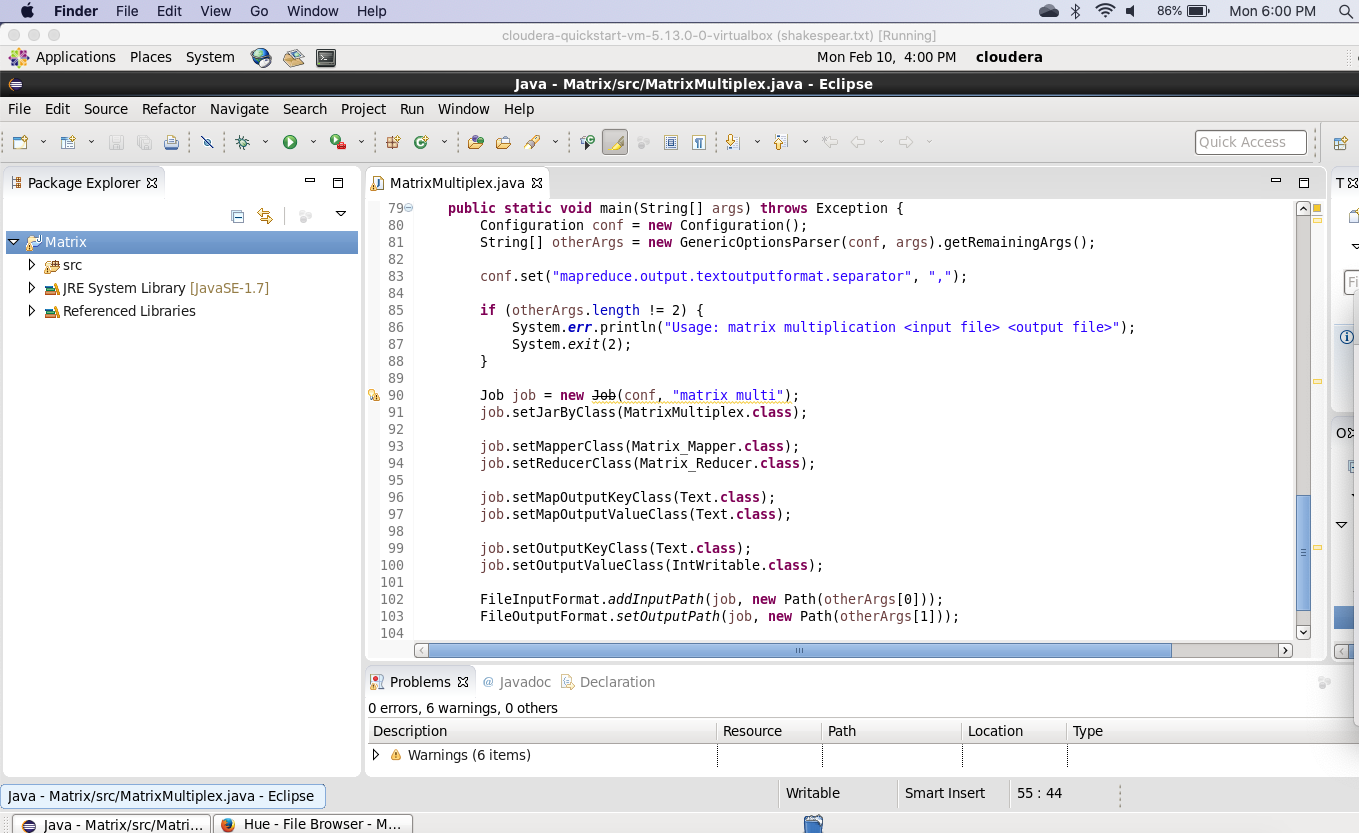 Finder File Edit View Go Window Help 86% Mon 6:00 PM
cloudera-quickstart-vm-5.13.0-0-virtualbox (shakespear.txt) [Running]
Applications Places System Mon Feb 10, 4:00 PM cloudera
Java - Matrix/src/MatrixMultiplex.java - Eclipse
File Edit Source Refactor Navigate Search Project Run Window Help
Quick Access
Package Explorer
MatrixMultiplex.java
Matrix
src
JRE System Library [JavaSE-1.7]
Referenced Libraries
79 public static void main(String[] args) throws Exception {
80 Configuration conf = new Configuration();
81 String[] otherArgs = new GenericOptionsParser(conf, args).getRemainingArgs();
82
83 conf.set("mapreduce.output.textoutputformat.separator", ",");
84
85 if (otherArgs.length != 2) {
86 System.err.println("Usage: matrix multiplication <input file> <output file>");
87 System.exit(2);
88 }
89
90 Job job = new Job(conf, "matrix multi");
91 job.setJarByClass(MatrixMultiplex.class);
92
93 job.setMapperClass(Matrix_Mapper.class);
94 job.setReducerClass(Matrix_Reducer.class);
95
96 job.setMapOutputKeyClass(Text.class);
97 job.setMapOutputValueClass(Text.class);
98
99 job.setOutputKeyClass(Text.class);
100 job.setOutputValueClass(IntWritable.class);
101
102 FileInputFormat.addInputPath(job, new Path(otherArgs[0]));
103 FileOutputFormat.setOutputPath(job, new Path(otherArgs[1]));
104
T
Fi
O
Problems @ Javadoc Declaration
0 errors, 6 warnings, 0 others
Description Resource Path Location Type
Warnings (6 items)
Java - Matrix/src/MatrixMultiplex.java - Eclipse
Writable Smart Insert 55 : 44
Java - Matrix/src/Matri... Hue - File Browser - M...